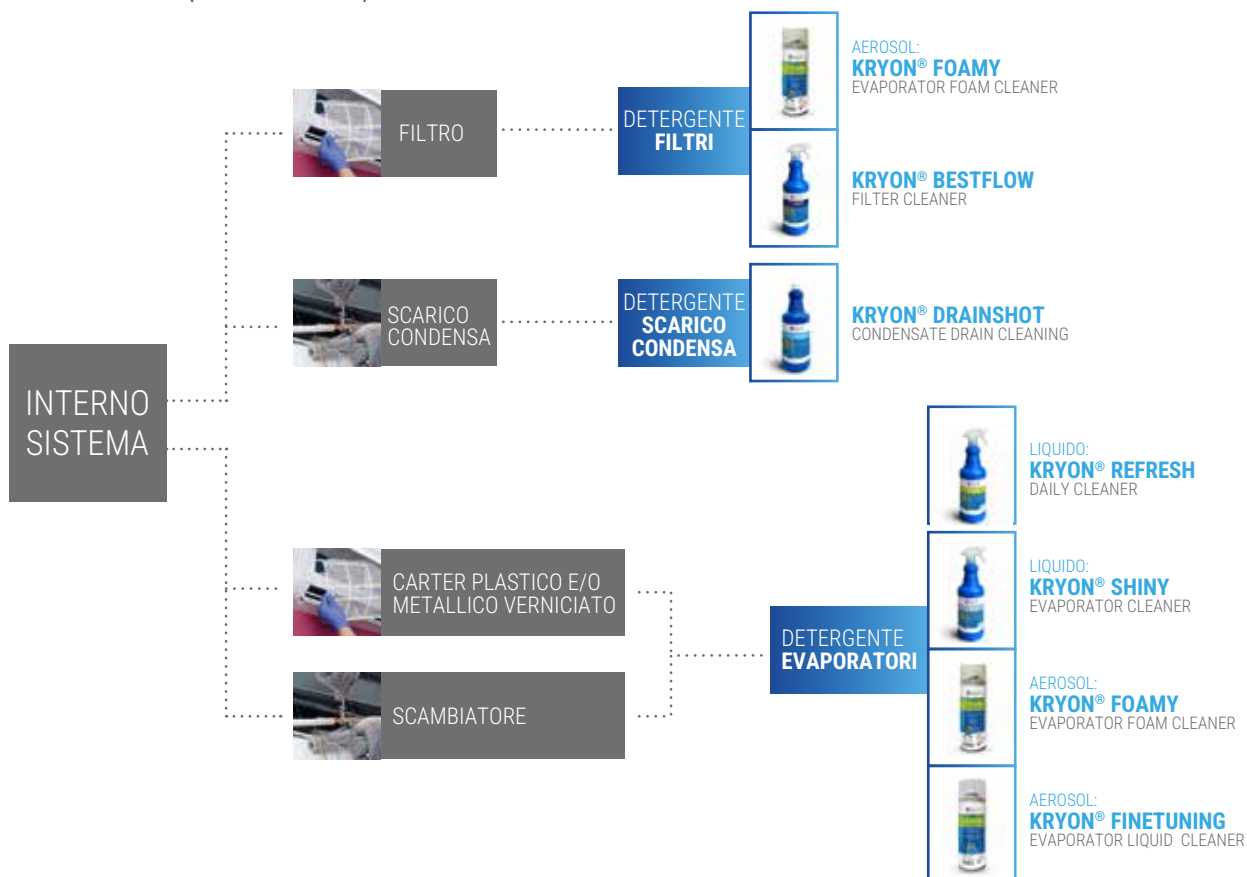 AEROSOL:
KRYON® FOAMY
EVAPORATOR FOAM CLEANER
FILTRO
DETERGENTE
FILTRI
KRYON® BESTFLOW
FILTER CLEANER
SCARICO
CONDENSA
DETERGENTE
SCARICO
CONDENSA
KRYON® DRAINSHOT
CONDENSATE DRAIN CLEANING
INTERNO
SISTEMA
LIQUIDO:
KRYON® REFRESH
DAILY CLEANER
CARTER PLASTICO E/O
METALLICO VERNICIATO
LIQUIDO:
KRYON® SHINY
EVAPORATOR CLEANER
DETERGENTE
EVAPORATORI
SCAMBIATORE
AEROSOL:
KRYON® FOAMY
EVAPORATOR FOAM CLEANER
AEROSOL:
KRYON® FINETUNING
EVAPORATOR LIQUID CLEANER